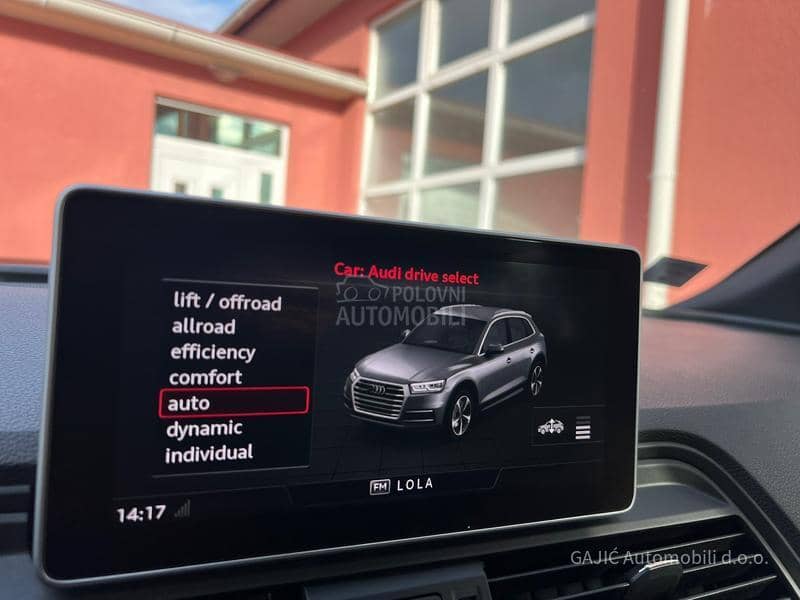 Car: Audi drive select
POLOVNI
AUTOMOBILI
lift / offroad
allroad
efficiency
comfort
auto
dynamic
individual
FM LOLA
14:17
GAJIĆ Automobili d.o.o.